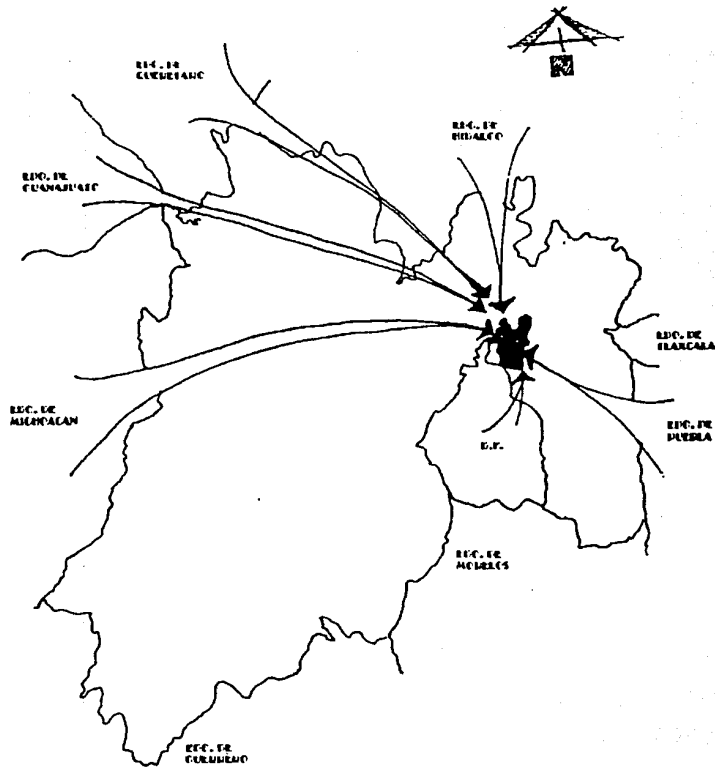 EDO. DE
QUERETARO
EDO. DE
HIDALGO
EDO. DE
GUANAJUATO
EDO. DE
TLAXCALA
EDO. DE
MICHOACAN
EDO. DE
PUEBLA
D.F.
EDO. DE
MORELOS
EDO. DE
GUERRERO
N